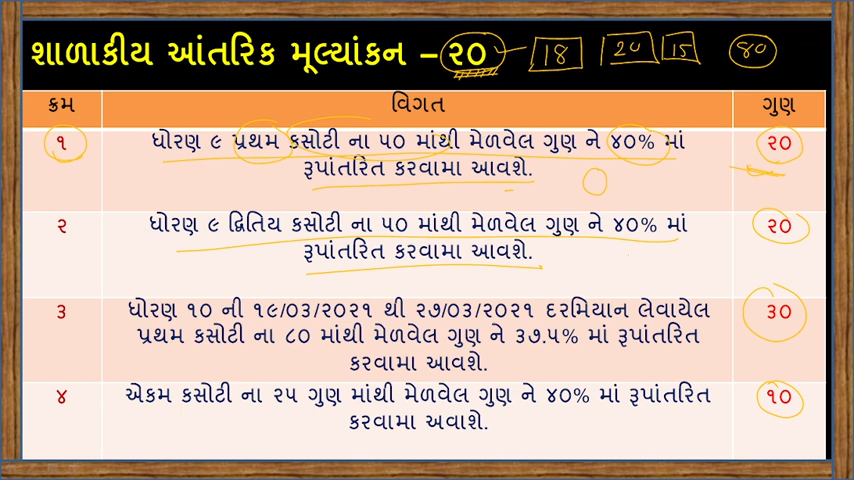 શાળાકીય આંતરિક મૂલ્યાંકન – ૨૦ 18 20 15 80
ક્રમ વિગત ગુણ
૧ ધોરણ ૯ પ્રથમ કસોટી ના ૫૦ માંથી મેળવેલ ગુણ ને ૪૦% માં ૨૦
રૂપાંતરિત કરવામા આવશે.
૨ ધોરણ ૯ દ્વિતિય કસોટી ના ૫૦ માંથી મેળવેલ ગુણ ને ૪૦% માં ૨૦
રૂપાંતરિત કરવામા આવશે.
૩ ધોરણ ૧૦ ની ૧૯/૦૩/૨૦૨૧ થી ૨૭/૦૩/૨૦૨૧ દરમિયાન લેવાયેલ ૩૦
પ્રથમ કસોટી ના ૮૦ માંથી મેળવેલ ગુણ ને ૩૭.૫% માં રૂપાંતરિત
કરવામા આવશે.
૪ એકમ કસોટી ના ૨૫ ગુણ માંથી મેળવેલ ગુણ ને ૪૦% માં રૂપાંતરિત ૧૦
કરવામા અવાશે.